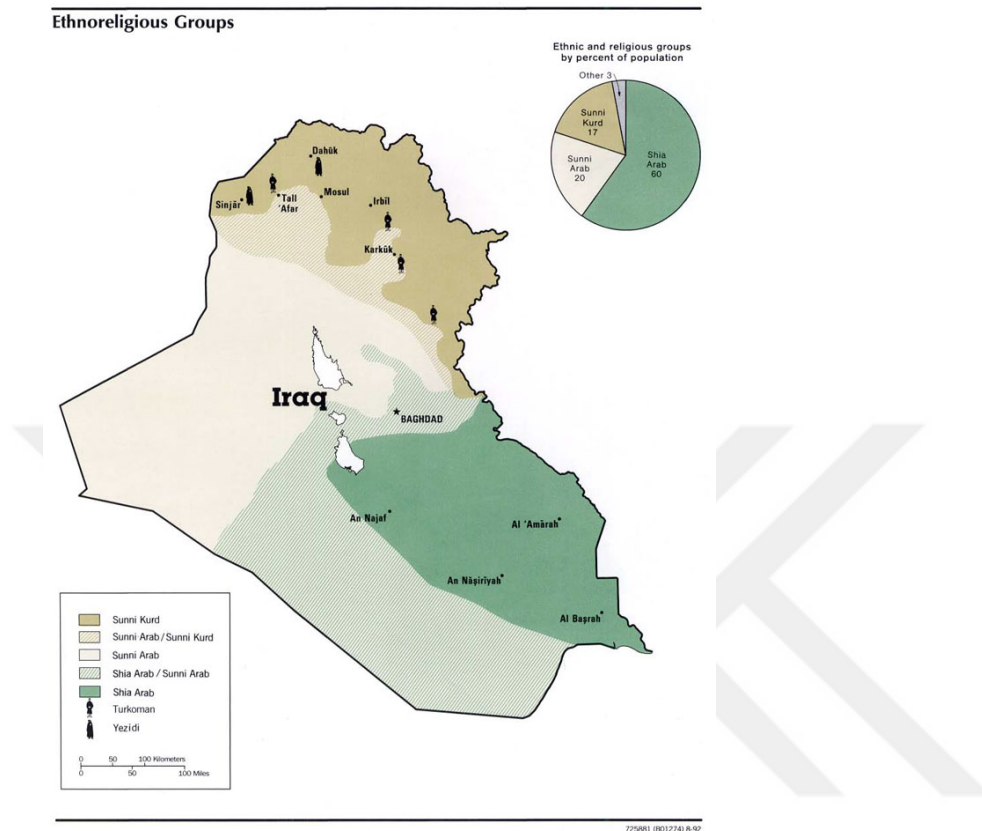 Ethnoreligious Groups
Ethnic and religious groups
by percent of population
Other 3
Sunni
Kurd
17
Sunni
Arab
20
Shia
Arab
60
Dahūk
Sinjār
Tall
'Afar
Mosul
Irbīl
Karkūk
Iraq
BAGHDAD
An Najaf
Al 'Amārah
An Nāşirīyah
Al Başrah
Sunni Kurd
Sunni Arab / Sunni Kurd
Sunni Arab
Shia Arab / Sunni Arab
Shia Arab
Turkoman
Yezidi
0 50 100 Kilometers
0 50 100 Miles
725881 (B01274) 8-92